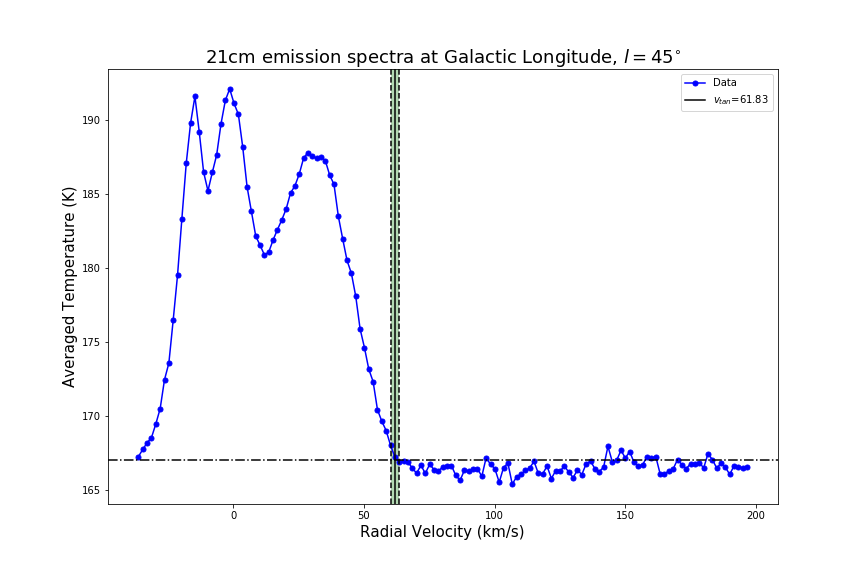 21cm emission spectra at Galactic Longitude, l = 45°
Data
v_tan=61.83
190
185
180
175
170
165
Averaged Temperature (K)
0
50
100
150
200
Radial Velocity (km/s)